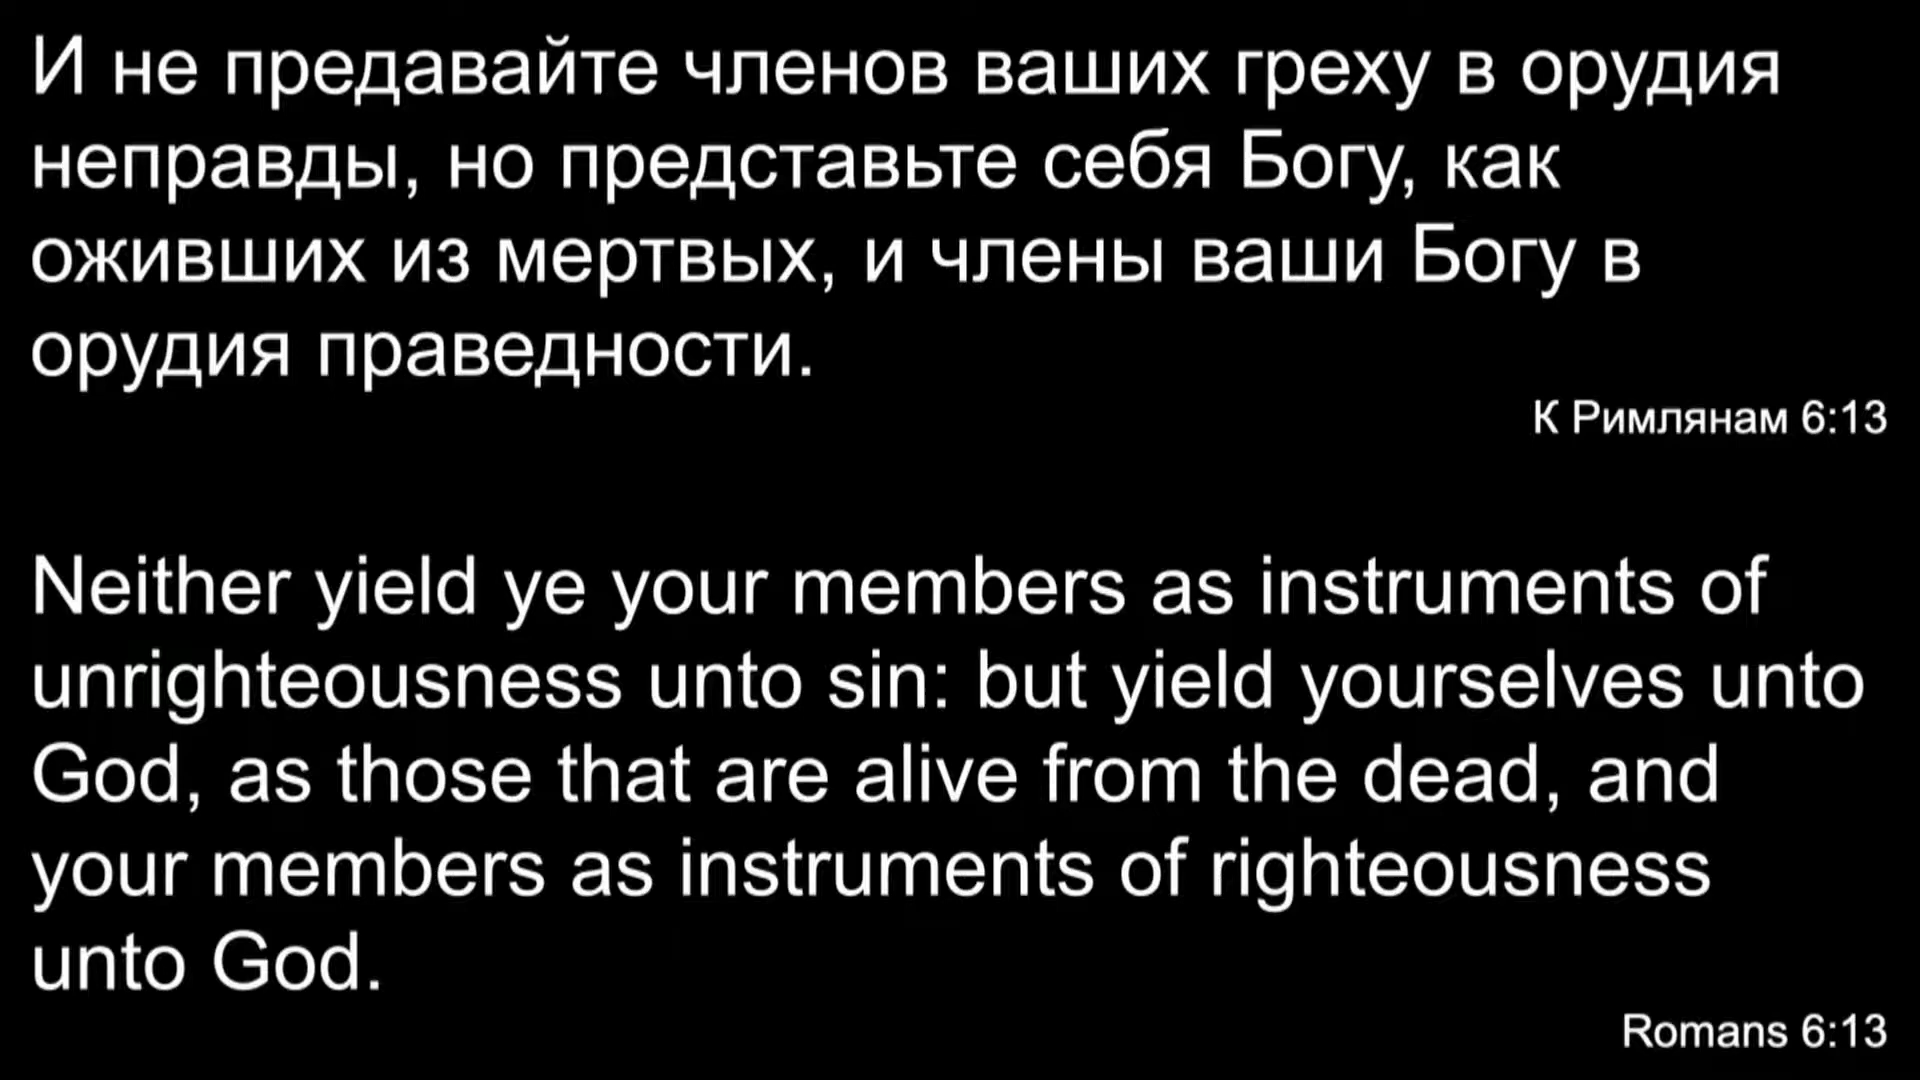 И не предавайте членов ваших греху в орудия
неправды, но представьте себя Богу, как
оживших из мертвых, и члены ваши Богу в
орудия праведности.
К Римлянам 6:13
Neither yield ye your members as instruments of
unrighteousness unto sin: but yield yourselves unto
God, as those that are alive from the dead, and
your members as instruments of righteousness
unto God.
Romans 6:13